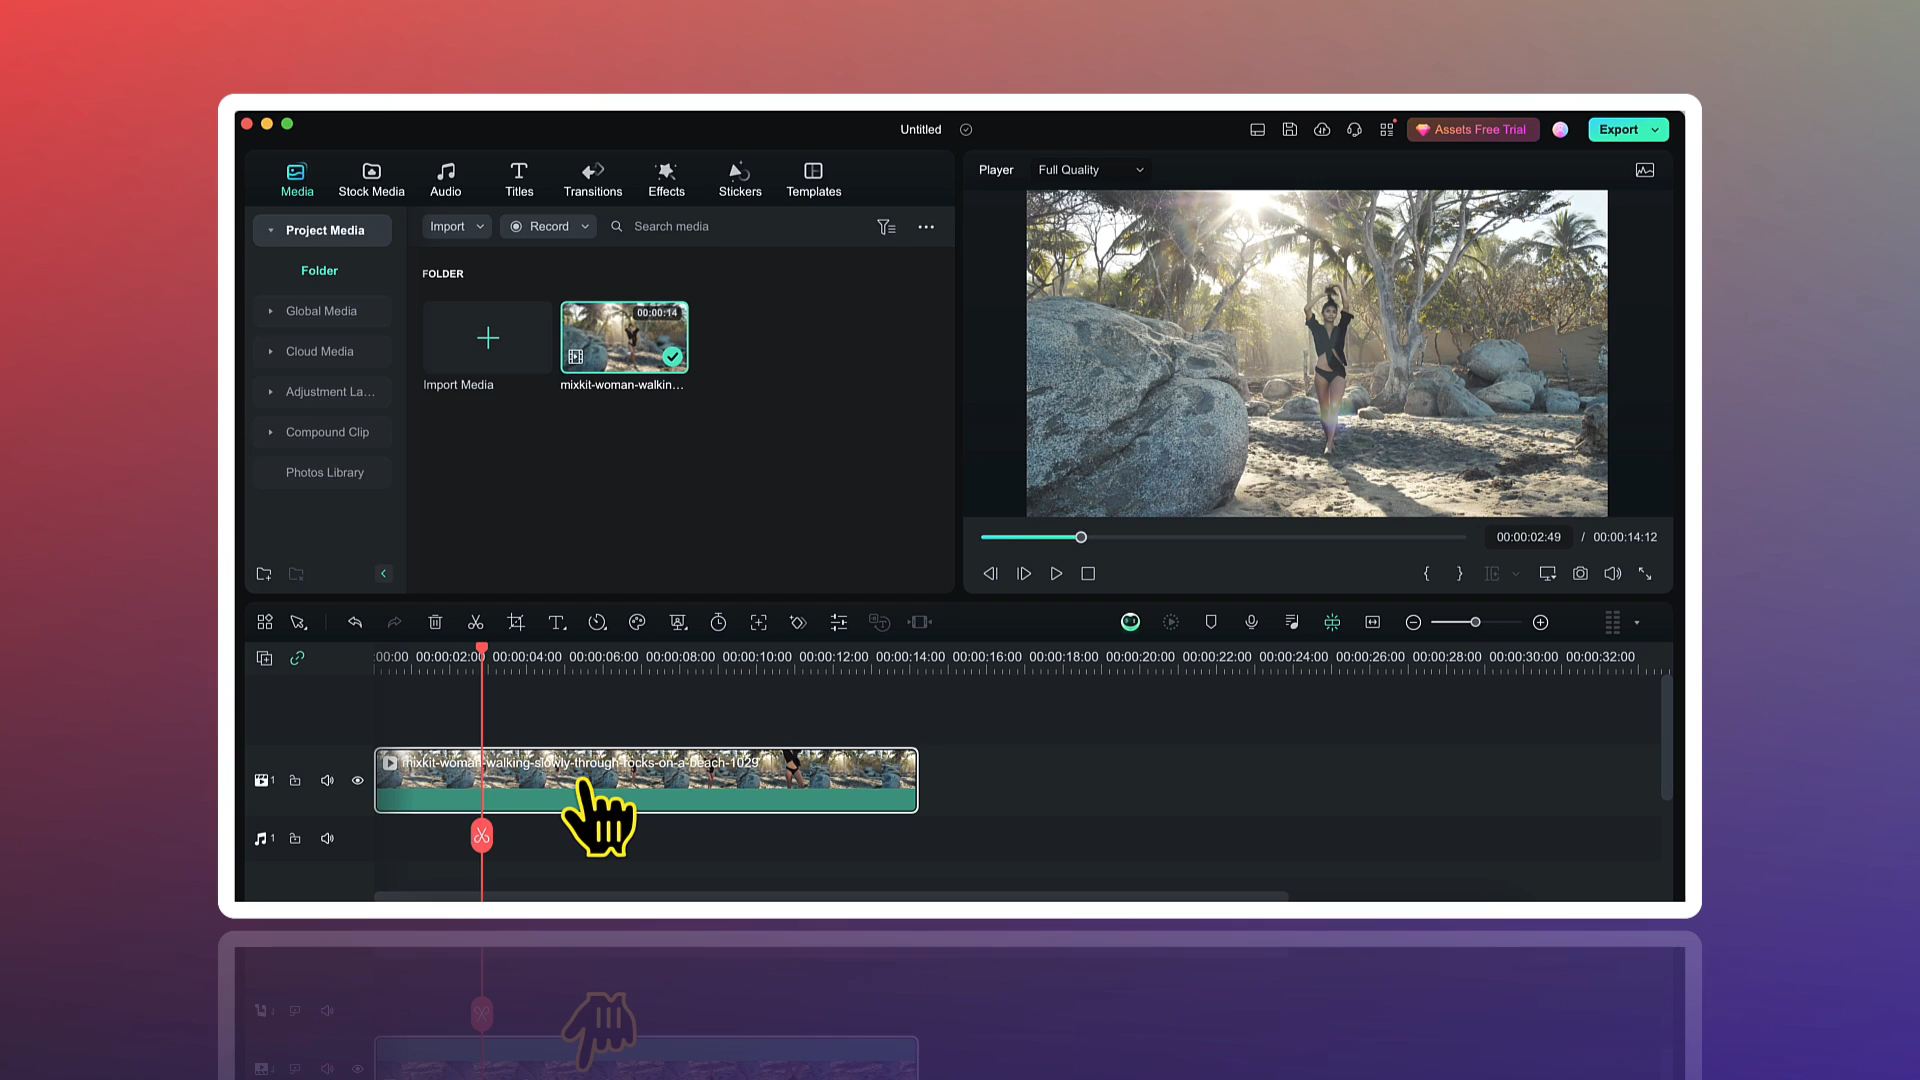 Untitled
Assets Free Trial
Export
Media
Stock Media
Audio
Titles
Transitions
Effects
Stickers
Templates
Player
Full Quality
Project Media
Import
Record
Search media
Folder
FOLDER
Global Media
Cloud Media
Adjustment La...
Compound Clip
Photos Library
00:00:14
Import Media
mixkit-woman-walkin...
00:00:02:49 / 00:00:14:12
:00:00 00:00:02:00 00:00:04:00 00:00:06:00 00:00:08:00 00:00:10:00 00:00:12:00 00:00:14:00 00:00:16:00 00:00:18:00 00:00:20:00 00:00:22:00 00:00:24:00 00:00:26:00 00:00:28:00 00:00:30:00 00:00:32:00
mixkit-woman-walking-slowly-through-rocks-on-a-beach-1029
1
1